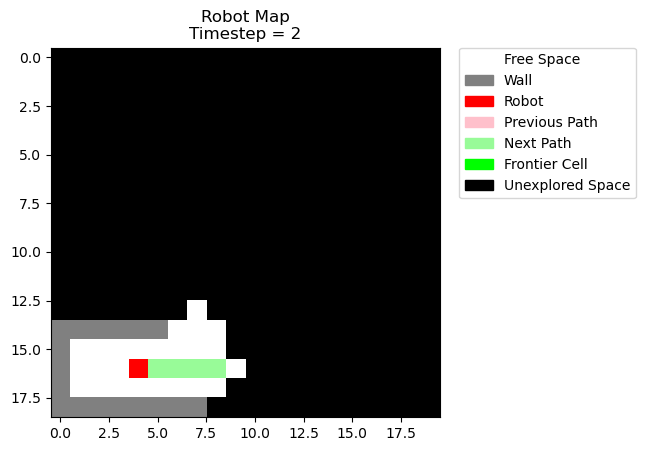 Robot Map
Timestep = 2
Free Space
Wall
Robot
Previous Path
Next Path
Frontier Cell
Unexplored Space
0.0
2.5
5.0
7.5
10.0
12.5
15.0
17.5
0.0
2.5
5.0
7.5
10.0
12.5
15.0
17.5